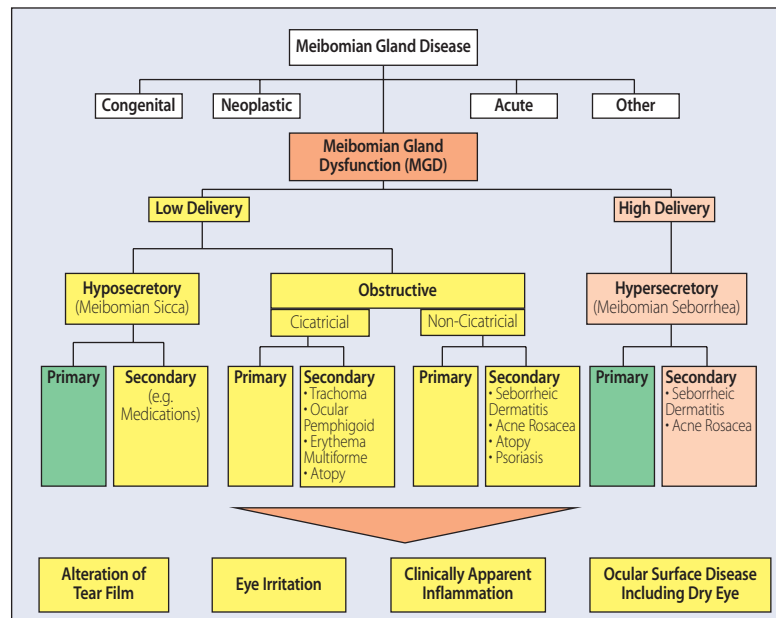 Meibomian Gland Disease
Congenital
Neoplastic
Acute
Other
Meibomian Gland
Dysfunction (MGD)
Low Delivery
High Delivery
Hyposecretory
(Meibomian Sicca)
Obstructive
Cicatricial
Non-Cicatricial
Hypersecretory
(Meibomian Seborrhea)
Primary
Secondary
(e.g.
Medications)
Primary
Secondary
• Trachoma
• Ocular
Pemphigoid
• Erythema
Multiforme
• Atopy
Primary
Secondary
• Seborrheic
Dermatitis
• Acne Rosacea
• Atopy
• Psoriasis
Primary
Secondary
• Seborrheic
Dermatitis
• Acne Rosacea
Alteration of
Tear Film
Eye Irritation
Clinically Apparent
Inflammation
Ocular Surface Disease
Including Dry Eye